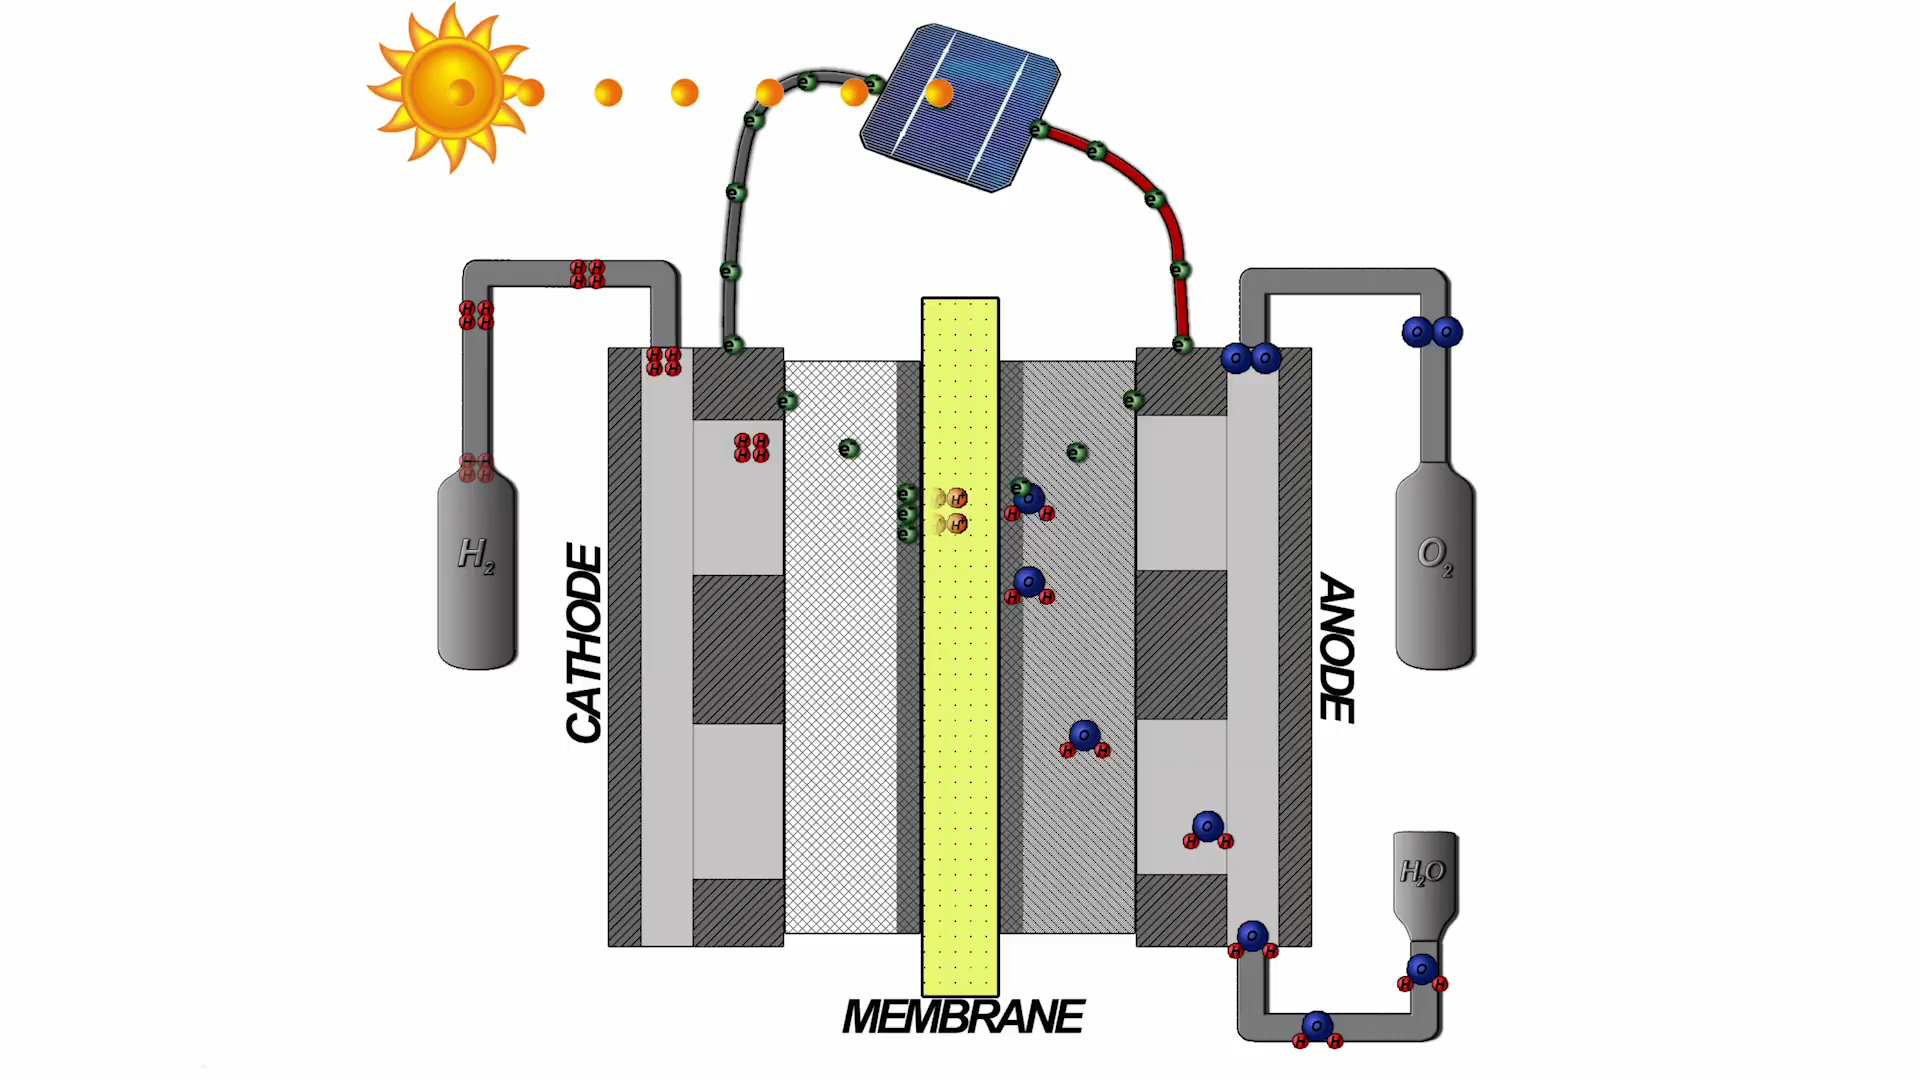 e⁻ e⁻
e⁻
e⁻ e⁻
e⁻ e⁻
e⁻ e⁻
e⁻ e⁻
H H
H H
H H
H H
H H
H H
O O
O O
e⁻ e⁻
H H
H H
e⁻ e⁻
H H
H H
e⁻
e⁻
e⁻
H⁺
H⁺
e⁻
O
H H
H₂
O₂
CATHODE
ANODE
O
H H
O
H H
O
H H
H₂O
O
H H
O
H H
MEMBRANE
O
H H